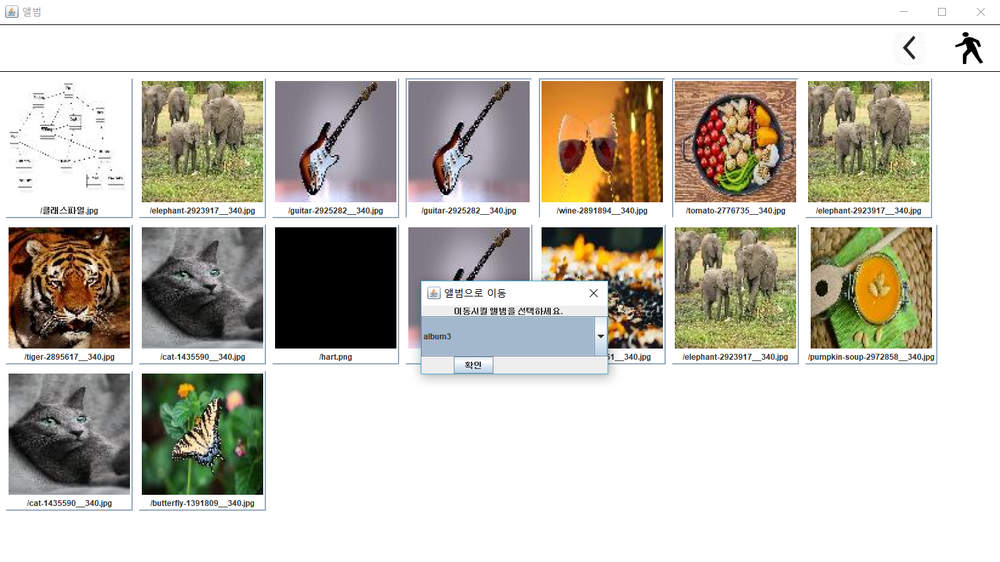 앨범
/클래스파일.jpg
/elephant-2923917__340.jpg
/guitar-2925282__340.jpg
/guitar-2925282__340.jpg
/wine-2891894__340.jpg
/tomato-2776735__340.jpg
/elephant-2923917__340.jpg
/tiger-2895617__340.jpg
/cat-1435590__340.jpg
/hart.png
61__340.jpg
/elephant-2923917__340.jpg
/pumpkin-soup-2972858__340.jpg
앨범으로 이동
이동시킬 앨범을 선택하세요.
album3
확인
/cat-1435590__340.jpg
/butterfly-1391809__340.jpg